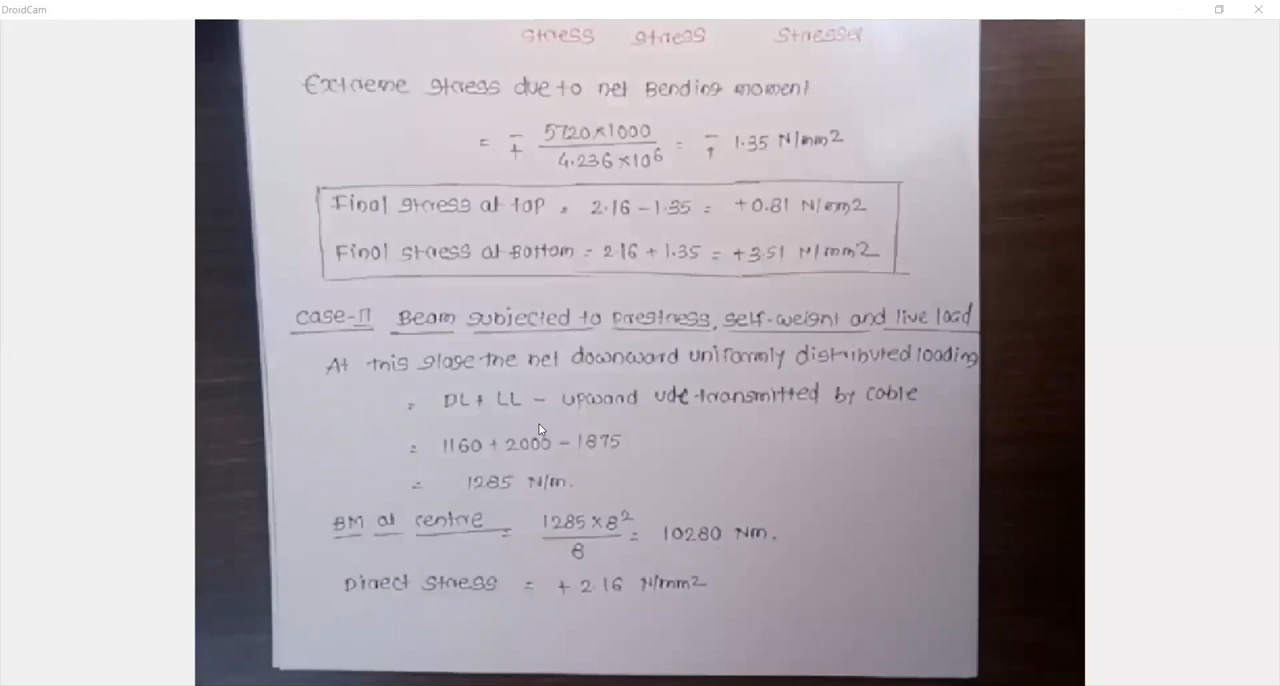 DroidCam
stress stress stresses
Extreme stress due to net Bending moment
= ∓ 5720×1000 / 4.236×10⁶ = ∓ 1.35 N/mm2
Final stress at top = 2.16 - 1.35 = +0.81 N/mm2
Final stress at Bottom = 2.16 + 1.35 = +3.51 N/mm2
case-II Beam subjected to prestress, self-weight and live load
At this stage the net downward uniformly distributed loading
= DL + LL - upward udl transmitted by cable
= 1160 + 2000 - 1875
= 1285 N/m.
BM at centre = 1285 × 8² / 8 = 10280 Nm.
Direct stress = + 2.16 N/mm2